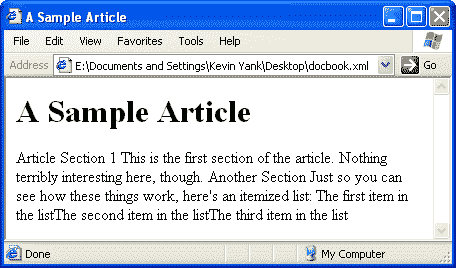 A Sample Article
File Edit View Favorites Tools Help
Address E:\Documents and Settings\Kevin Yank\Desktop\docbook.xml Go
A Sample Article
Article Section 1 This is the first section of the article. Nothing
terribly interesting here, though. Another Section Just so you can
see how these things work, here's an itemized list: The first item in
the listThe second item in the listThe third item in the list
Done My Computer